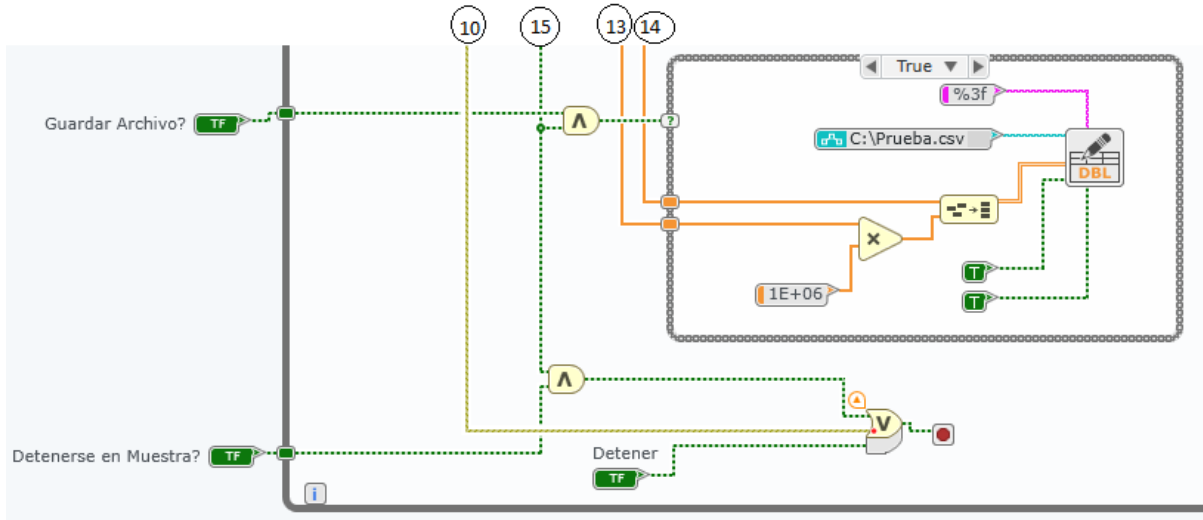 10 15 13 14
True
%3f
Guardar Archivo? TF
Λ
?
C:\Prueba.csv
DBL
×
1E+06
T
T
Λ
V
Detener
Detenerse en Muestra? TF
TF
i